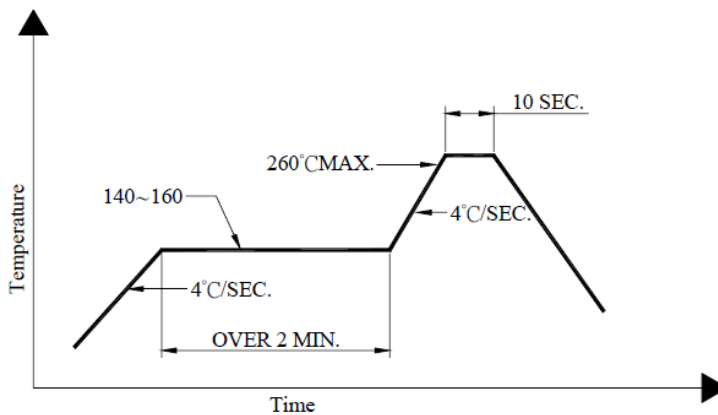 10 SEC.
260℃MAX.
140~160
4℃/SEC.
4℃/SEC.
OVER 2 MIN.
Temperature
Time